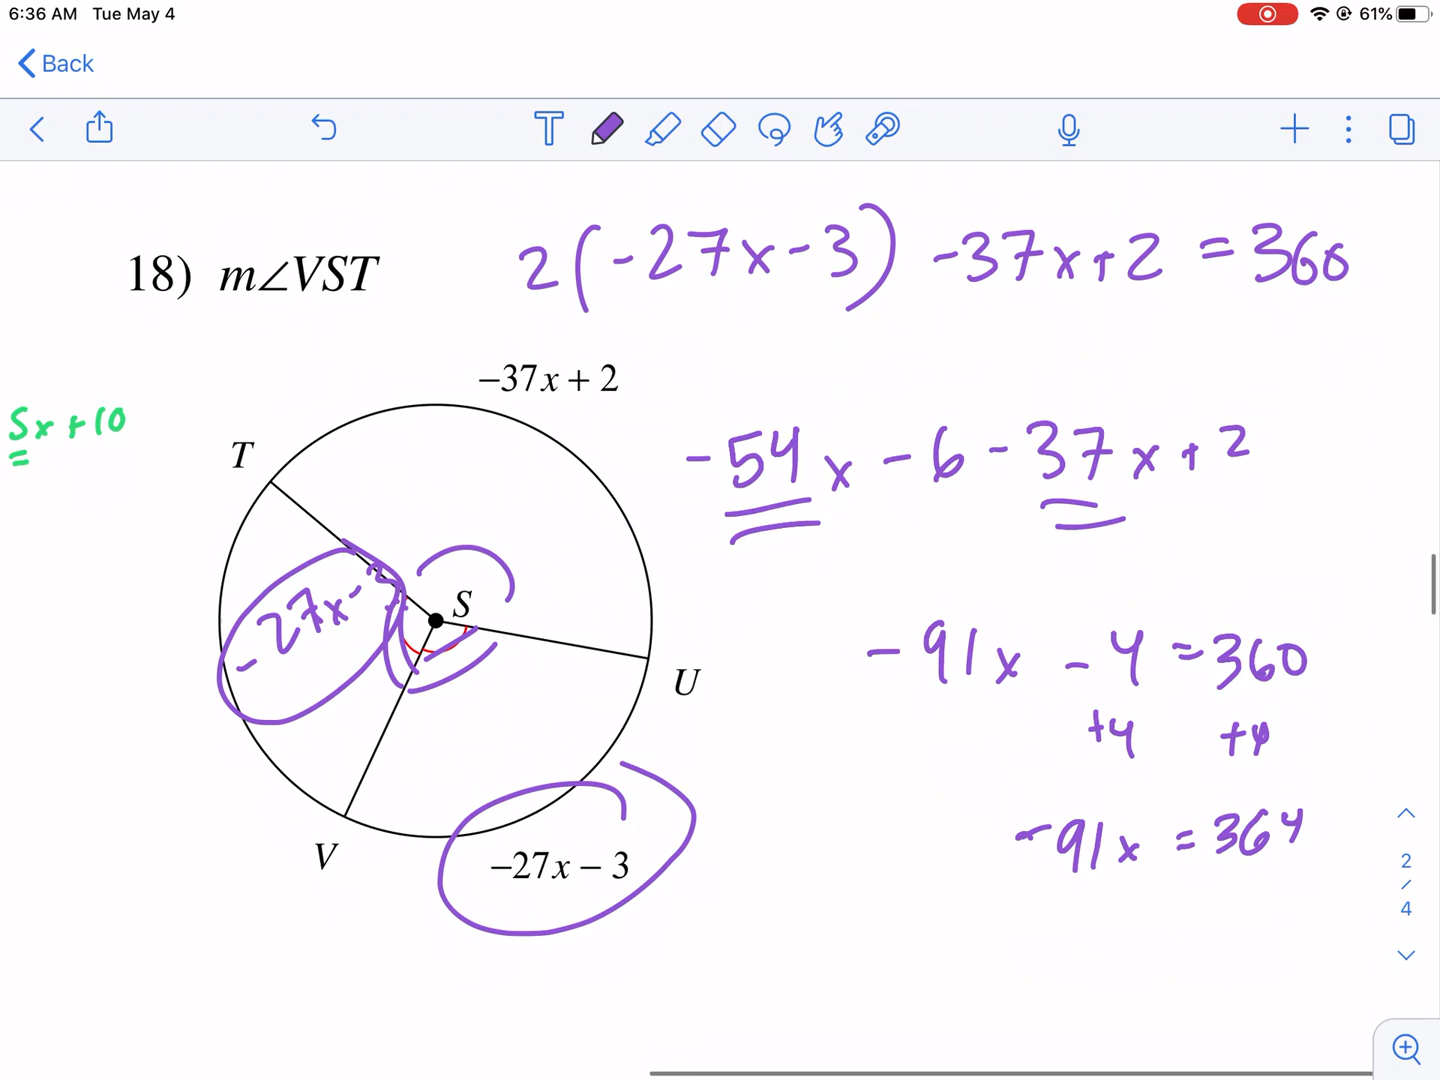 6:36 AM Tue May 4
61%
Back
T
2(-27x-3) -37x+2 = 360
18) m∠VST
−37x + 2
5x + 10
T
-54x - 6 - 37x + 2
-27x-3
S
-91x - 4 = 360
U
+4 +4
V
−27x − 3
-91x = 364
2
4